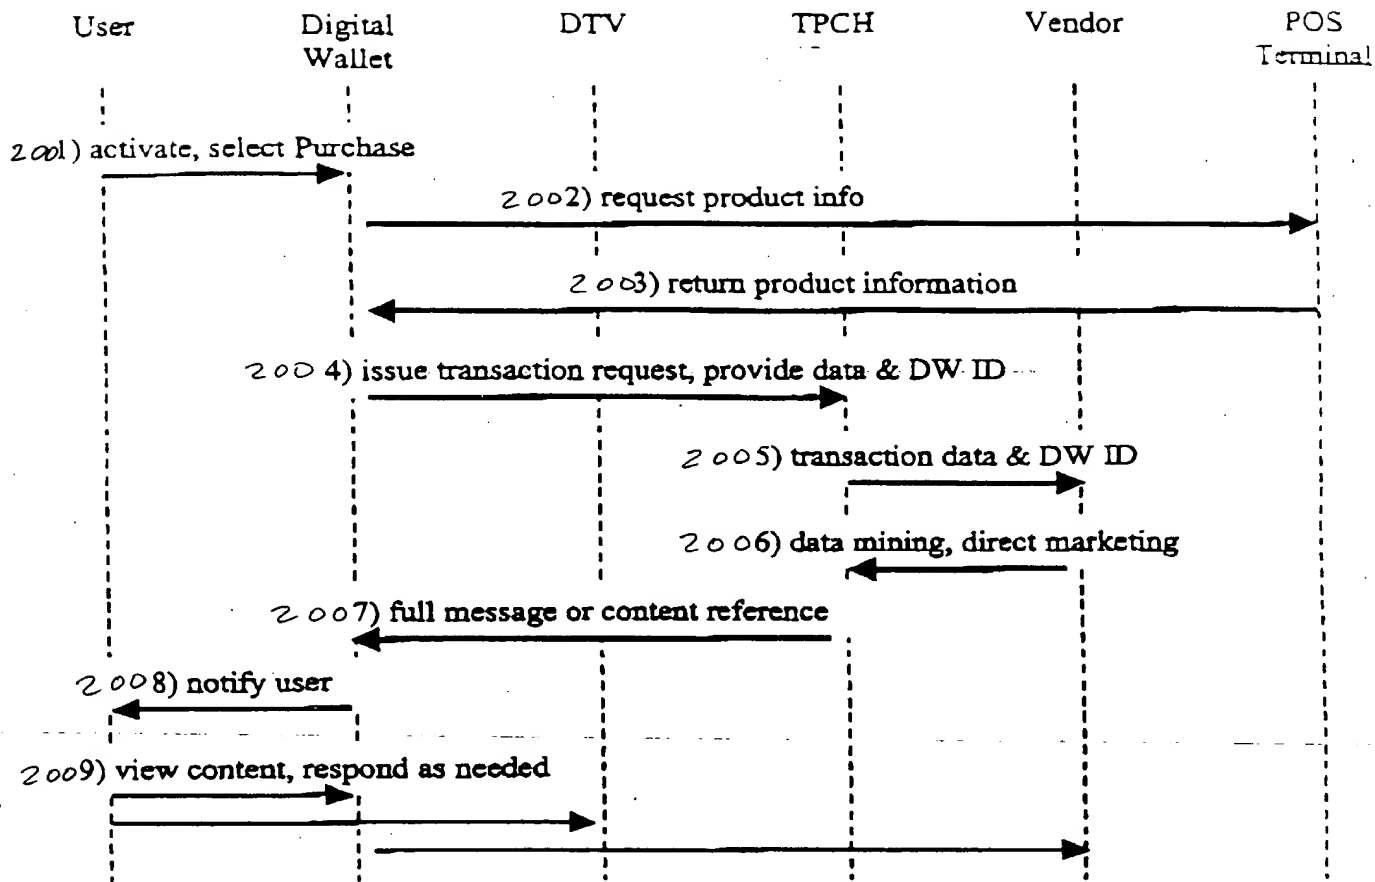 User
Digital
Wallet
DTV
TPCH
Vendor
POS
Terminal
2001) activate, select Purchase
2002) request product info
2003) return product information
2004) issue transaction request, provide data & DW ID
2005) transaction data & DW ID
2006) data mining, direct marketing
2007) full message or content reference
2008) notify user
2009) view content, respond as needed